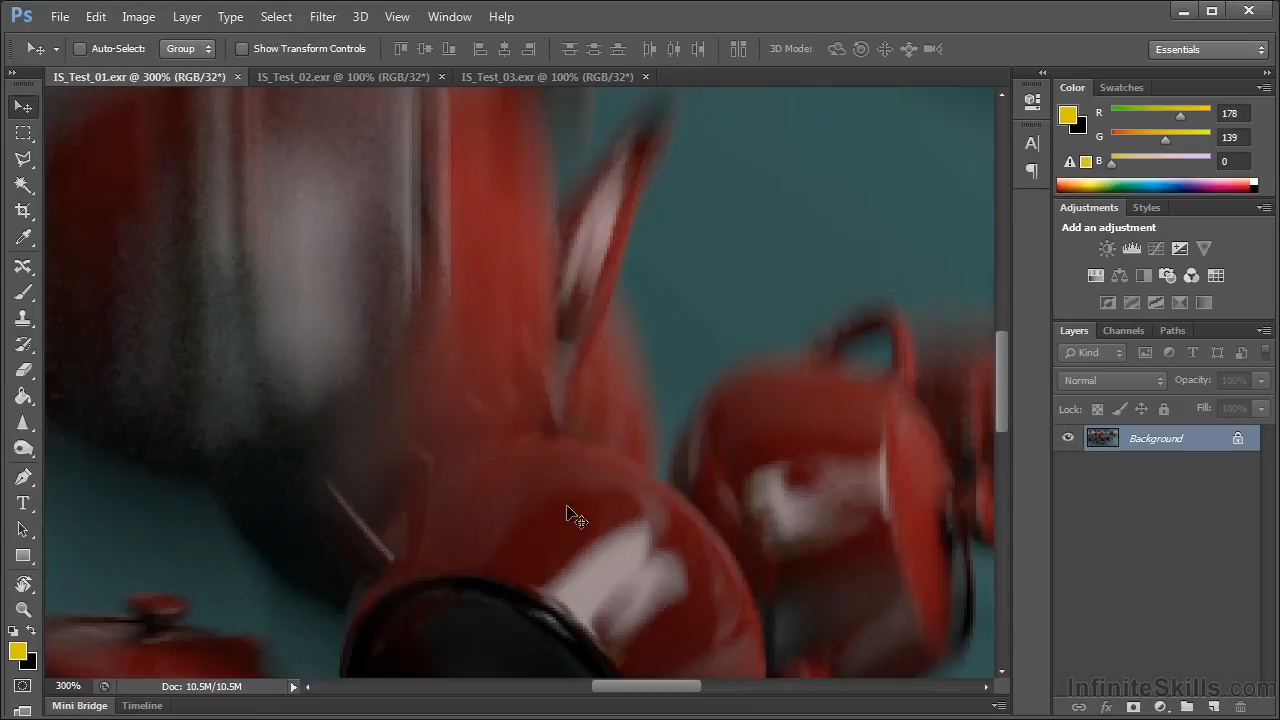 Ps File Edit Image Layer Type Select Filter 3D View Window Help
Auto-Select: Group Show Transform Controls 3D Mode: Essentials
IS_Test_01.exr @ 300% (RGB/32*) × IS_Test_02.exr @ 100% (RGB/32*) × IS_Test_03.exr @ 100% (RGB/32*) ×
Color Swatches
R 178
G 139
B 0
Adjustments Styles
Add an adjustment
Layers Channels Paths
Kind
Normal Opacity: 100%
Lock: Fill: 100%
Background
300% Doc: 10.5M/10.5M
Mini Bridge Timeline
InfiniteSkills.com